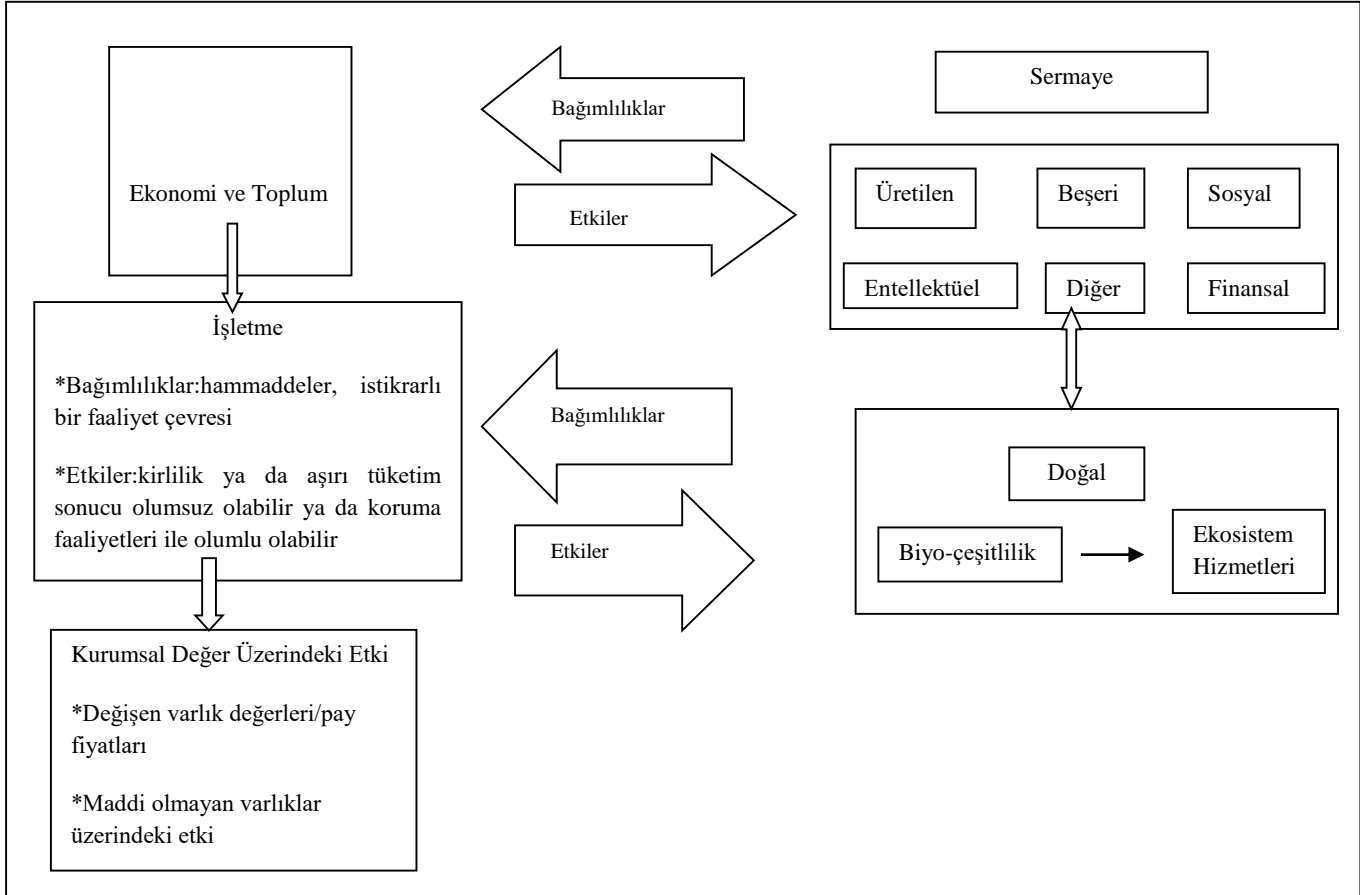 Ekonomi ve Toplum
Bağımlılıklar
Etkiler
Sermaye
Üretilen
Beşeri
Sosyal
Entellektüel
Diğer
Finansal
İşletme
*Bağımlılıklar:hammaddeler, istikrarlı
bir faaliyet çevresi
*Etkiler:kirlilik ya da aşırı tüketim
sonucu olumsuz olabilir ya da koruma
faaliyetleri ile olumlu olabilir
Bağımlılıklar
Etkiler
Doğal
Biyo-çeşitlilik
Ekosistem
Hizmetleri
Kurumsal Değer Üzerindeki Etki
*Değişen varlık değerleri/pay
fiyatları
*Maddi olmayan varlıklar
üzerindeki etki